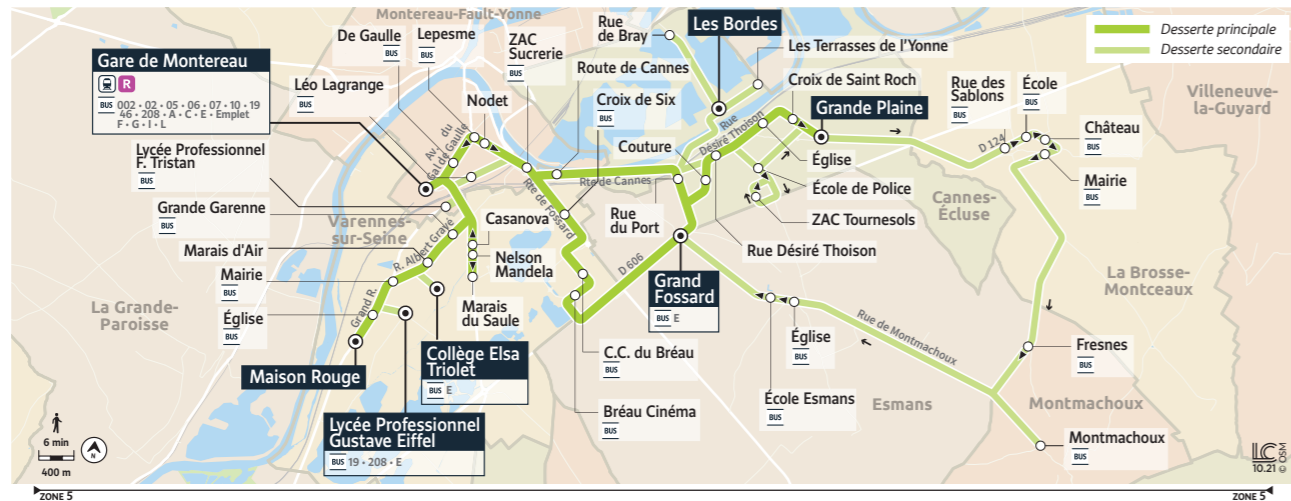 Montereau-Fault-Yonne
Desserte principale
Desserte secondaire
Gare de Montereau
R
BUS 002 • 02 • 05 • 06 • 07 • 10 • 19
46 • 208 • A • C • E • Emplet
F • G • I • L
De Gaulle
BUS
Lepesme
BUS
ZAC
Sucrerie
BUS
Rue
de Bray
BUS
Les Bordes
Les Terrasses de l'Yonne
Léo Lagrange
BUS
Nodet
Route de Cannes
Croix de Six
BUS
Croix de Saint Roch
Grande Plaine
Rue des
Sablons
BUS
École
BUS
Château
BUS
Mairie
BUS
Villeneuve-
la-Guyard
Av. du
Gal de Gaulle
Rte de Fossard
Rte de Cannes
Rue
Désiré Thoison
D 124
Couture
Église
École de Police
ZAC Tournesols
Rue Désiré Thoison
Cannes-
Écluse
Lycée Professionnel
F. Tristan
BUS
Grande Garenne
BUS
Varennes-
sur-Seine
Marais d'Air
R. Albert Gravé
Casanova
Nelson
Mandela
Marais
du Saule
Rue
du Port
D 606
Grand
Fossard
BUS E
Mairie
BUS
Église
BUS
Grand R.
La Grande-
Paroisse
Maison Rouge
Collège Elsa
Triolet
BUS E
Lycée Professionnel
Gustave Eiffel
BUS 19 • 208 • E
C.C. du Bréau
BUS
Bréau Cinéma
BUS
Église
BUS
École Esmans
BUS
Rue de Montmachoux
Esmans
La Brosse-
Montceaux
Fresnes
BUS
Montmachoux
Montmachoux
BUS
6 min
400 m
N
LC
10.21 © OSM
ZONE 5
ZONE 5